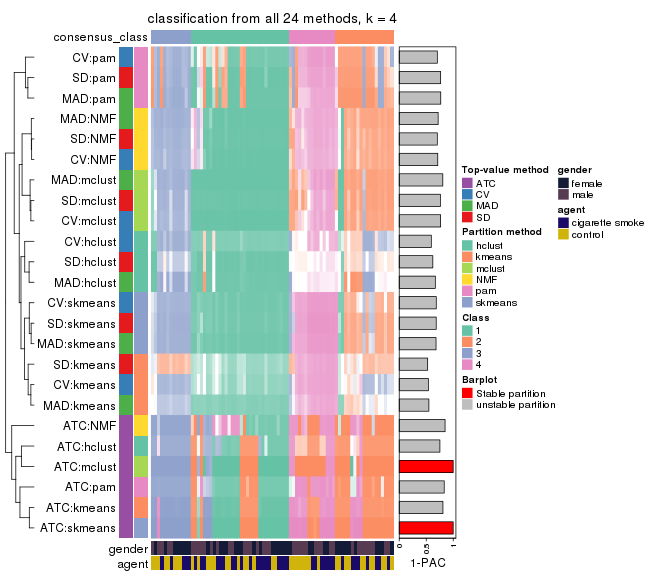 classification from all 24 methods, k = 4
consensus_class
CV:pam
SD:pam
MAD:pam
MAD:NMF
SD:NMF
CV:NMF
MAD:mclust
SD:mclust
CV:mclust
CV:hclust
SD:hclust
MAD:hclust
CV:skmeans
SD:skmeans
MAD:skmeans
SD:kmeans
CV:kmeans
MAD:kmeans
ATC:NMF
ATC:hclust
ATC:mclust
ATC:pam
ATC:kmeans
ATC:skmeans
gender
agent
0
0.5
1
1-PAC
Top-value method
ATC
CV
MAD
SD
Partition method
hclust
kmeans
mclust
NMF
pam
skmeans
Class
1
2
3
4
Barplot
Stable partition
unstable partition
gender
female
male
agent
cigarette smoke
control